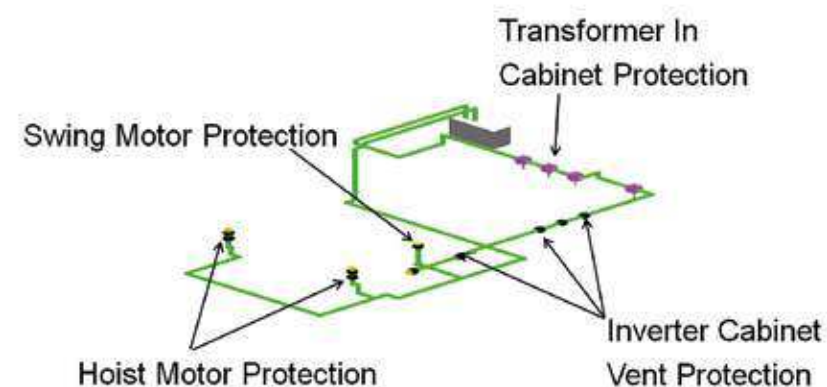 Transformer In
Cabinet Protection
Swing Motor Protection
Inverter Cabinet
Vent Protection
Hoist Motor Protection